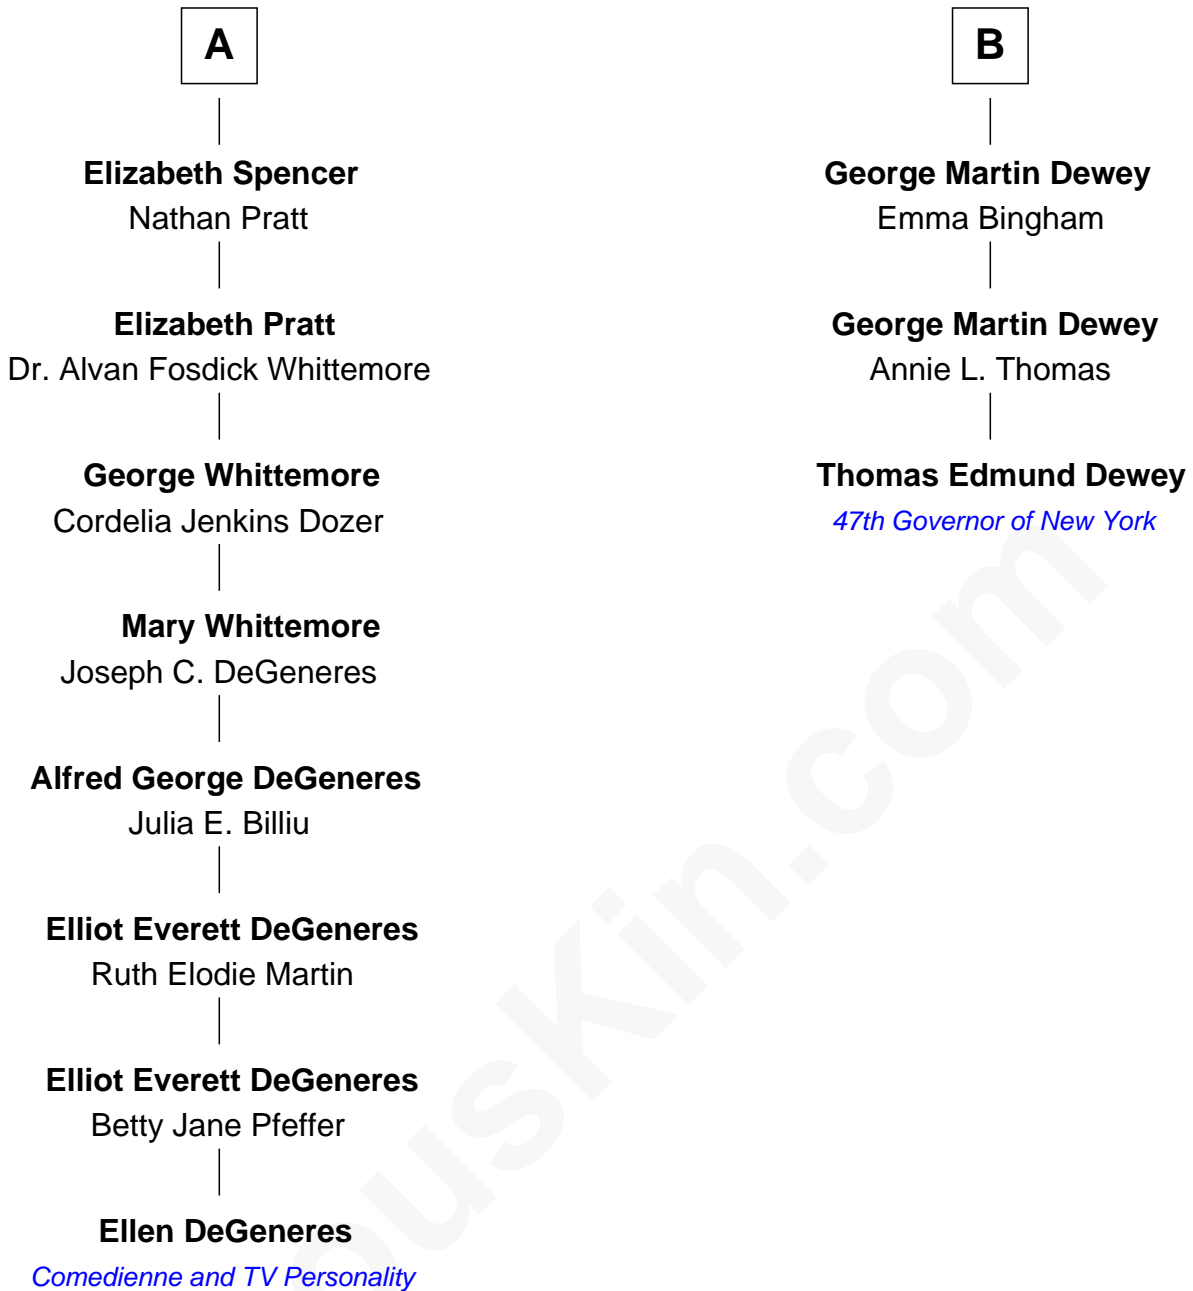 A
Elizabeth Spencer
Nathan Pratt
Elizabeth Pratt
Dr. Alvan Fosdick Whittemore
George Whittemore
Cordelia Jenkins Dozer
Mary Whittemore
Joseph C. DeGeneres
Alfred George DeGeneres
Julia E. Billiu
Elliot Everett DeGeneres
Ruth Elodie Martin
Elliot Everett DeGeneres
Betty Jane Pfeffer
Ellen DeGeneres
Comedienne and TV Personality
B
George Martin Dewey
Emma Bingham
George Martin Dewey
Annie L. Thomas
Thomas Edmund Dewey
47th Governor of New York
usKin.com